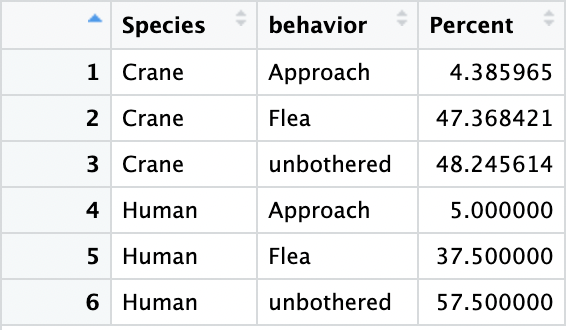 Species behavior Percent
1 Crane Approach 4.385965
2 Crane Flea 47.368421
3 Crane unbothered 48.245614
4 Human Approach 5.000000
5 Human Flea 37.500000
6 Human unbothered 57.500000